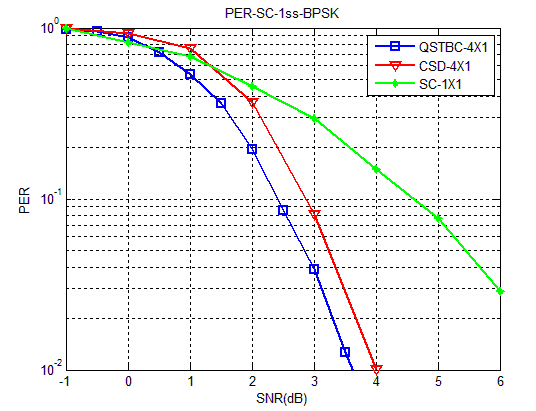 PER-SC-1ss-BPSK
QSTBC-4X1
CSD-4X1
SC-1X1
PER
10^0
10^-1
10^-2
-1 0 1 2 3 4 5 6
SNR(dB)